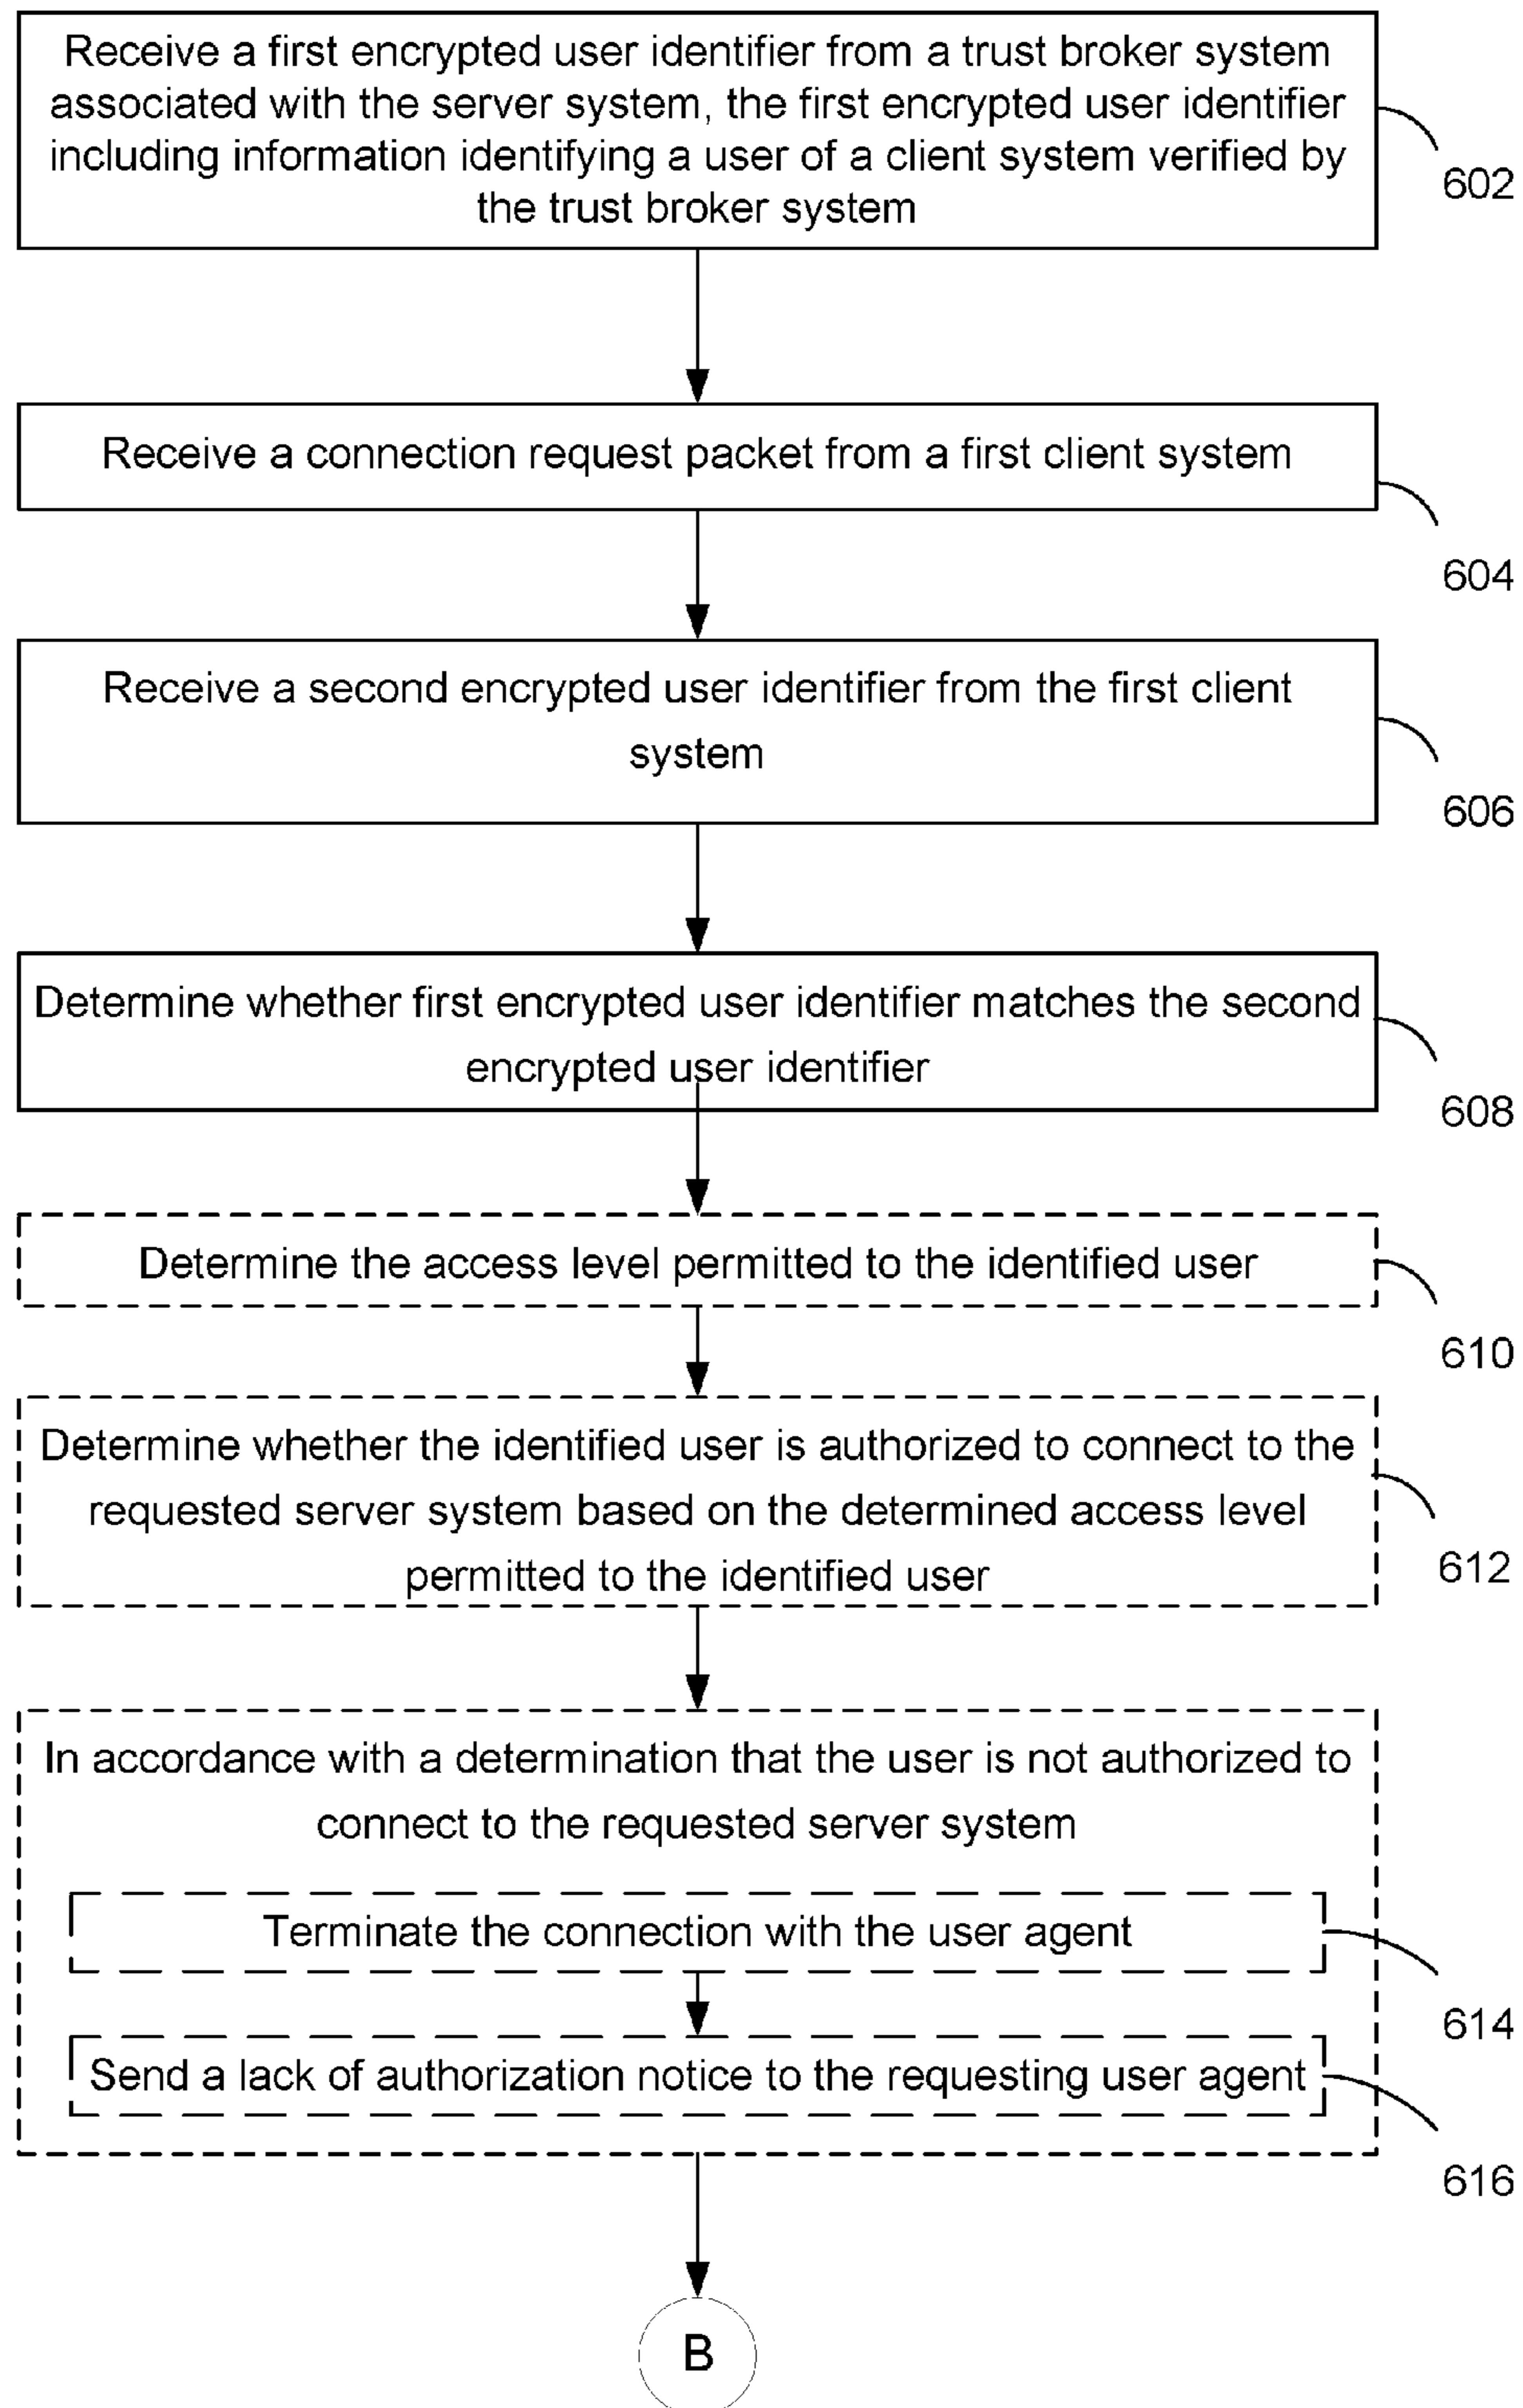 Receive a first encrypted user identifier from a trust broker system
associated with the server system, the first encrypted user identifier
including information identifying a user of a client system verified by
the trust broker system
602
Receive a connection request packet from a first client system
604
Receive a second encrypted user identifier from the first client
system
606
Determine whether first encrypted user identifier matches the second
encrypted user identifier
608
Determine the access level permitted to the identified user
610
Determine whether the identified user is authorized to connect to the
requested server system based on the determined access level
permitted to the identified user
612
In accordance with a determination that the user is not authorized to
connect to the requested server system
Terminate the connection with the user agent
614
Send a lack of authorization notice to the requesting user agent
616
B